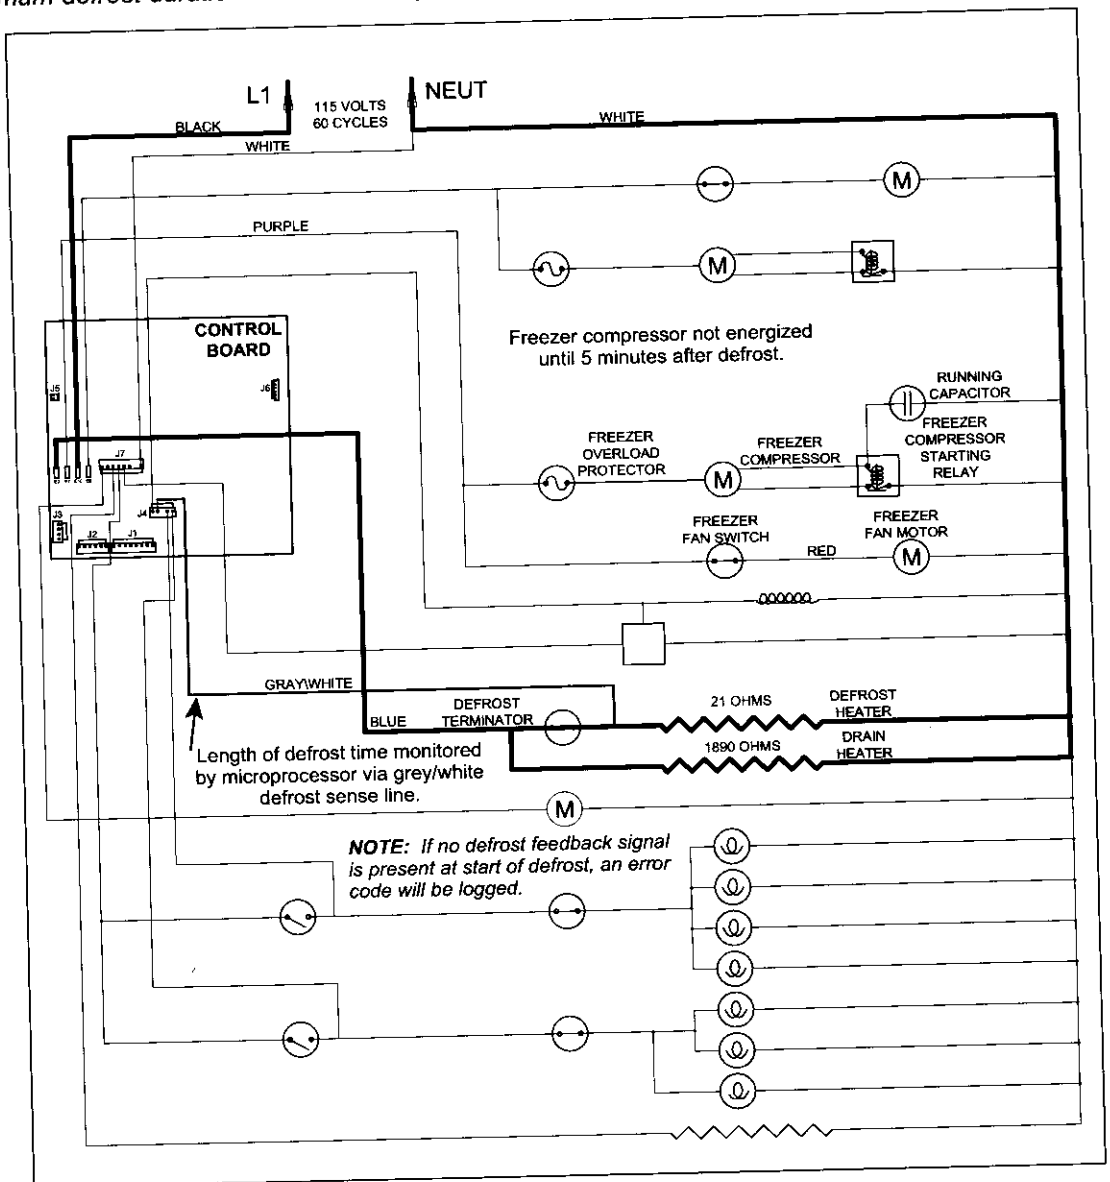 L1
115 VOLTS
60 CYCLES
NEUT
BLACK
WHITE
WHITE
PURPLE
CONTROL
BOARD
J5
J6
J7
J4
J3
J2
J1
Freezer compressor not energized
until 5 minutes after defrost.
RUNNING
CAPACITOR
FREEZER
COMPRESSOR
STARTING
RELAY
FREEZER
OVERLOAD
PROTECTOR
FREEZER
COMPRESSOR
M
M
M
FREEZER
FAN SWITCH
RED
FREEZER
FAN MOTOR
M
GRAY\WHITE
BLUE
DEFROST
TERMINATOR
21 OHMS
DEFROST
HEATER
1890 OHMS
DRAIN
HEATER
Length of defrost time monitored
by microprocessor via grey/white
defrost sense line.
M
NOTE: If no defrost feedback signal
is present at start of defrost, an error
code will be logged.